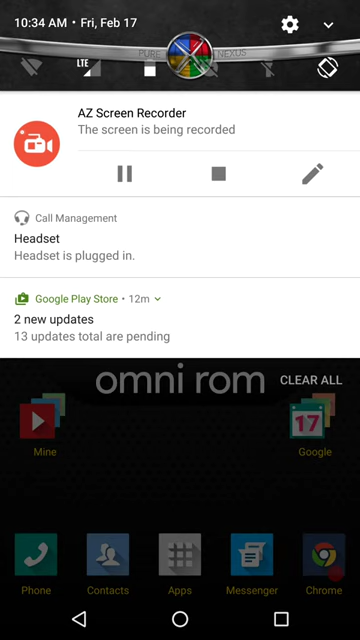 10:34 AM • Fri, Feb 17
PURE NEXUS
LTE
AZ Screen Recorder
The screen is being recorded
Call Management
Headset
Headset is plugged in.
Google Play Store • 12m
2 new updates
13 updates total are pending
omni rom
CLEAR ALL
17
Mine
Google
Phone
Contacts
Apps
Messenger
Chrome